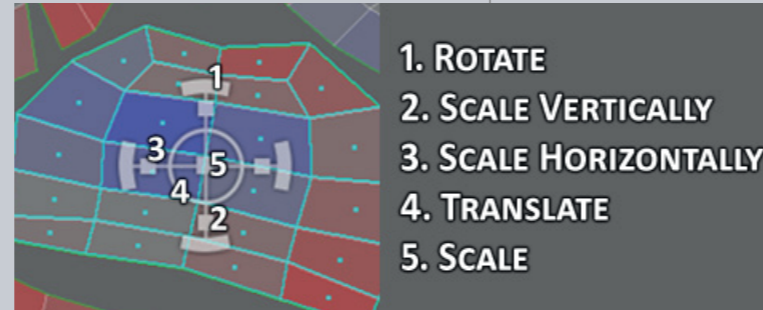 1
3
5
4
2
1. ROTATE
2. SCALE VERTICALLY
3. SCALE HORIZONTALLY
4. TRANSLATE
5. SCALE